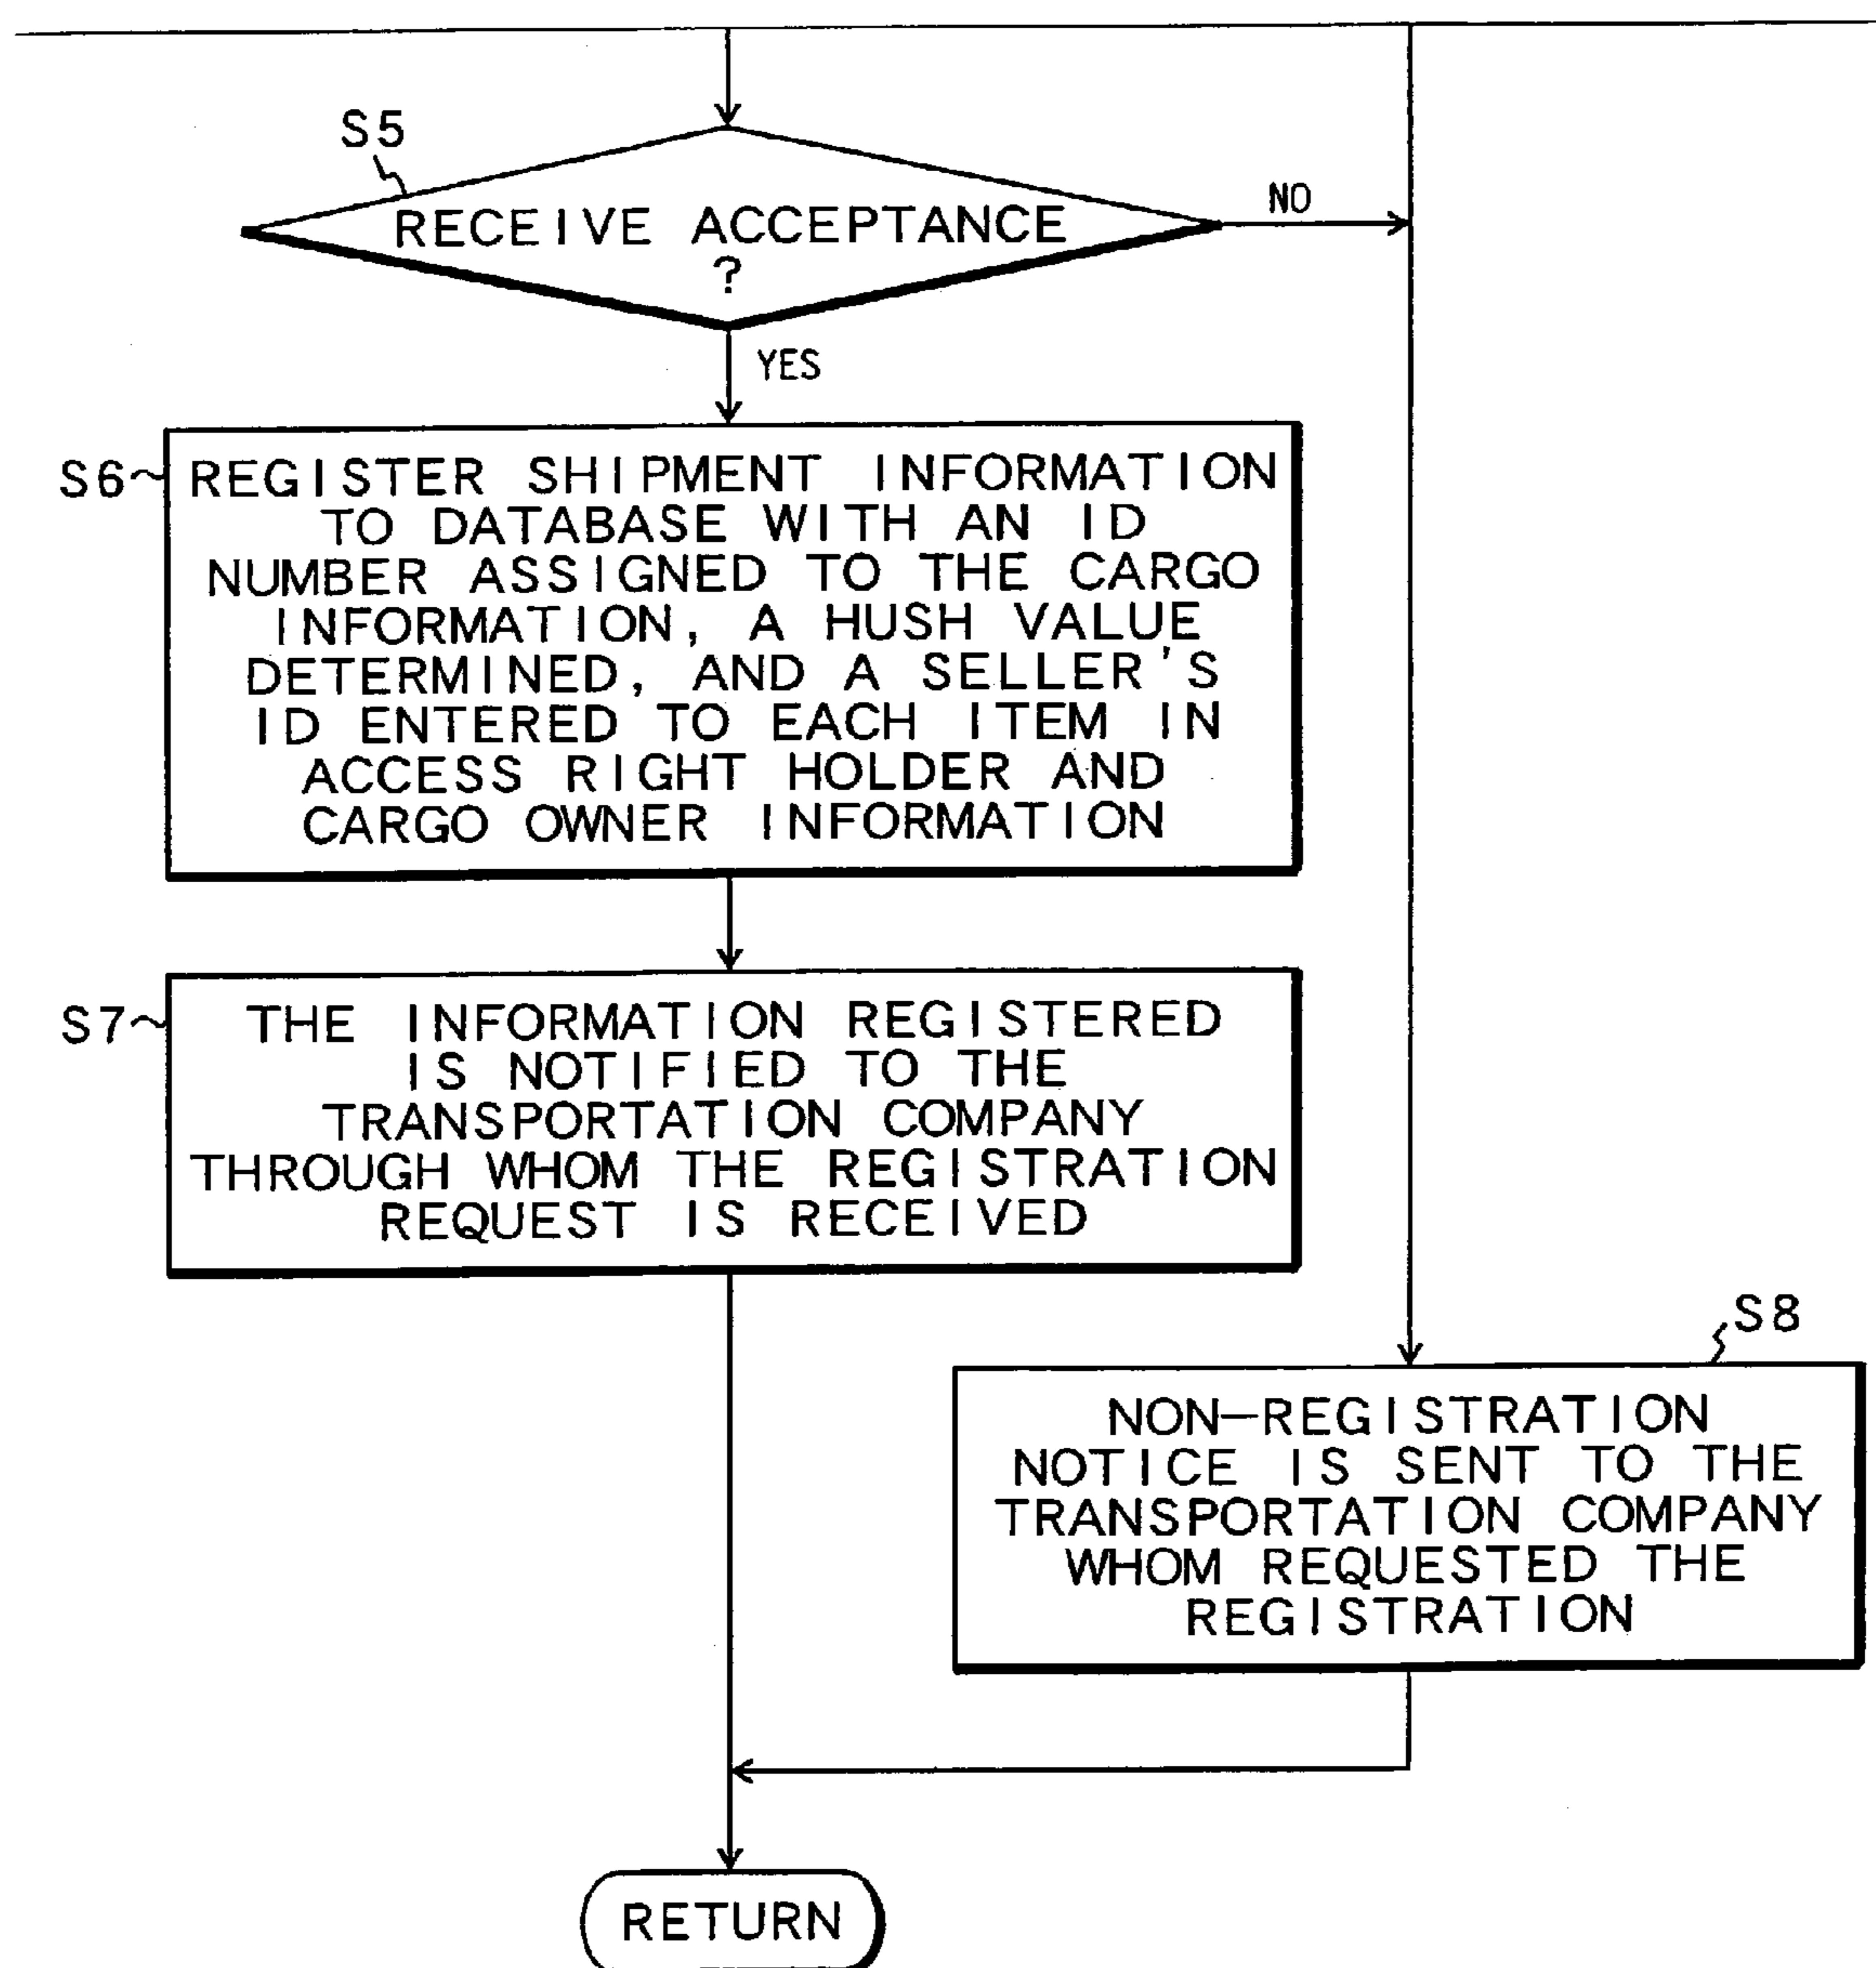 S5
RECEIVE ACCEPTANCE
?
NO
YES
S6
REGISTER SHIPMENT INFORMATION
TO DATABASE WITH AN ID
NUMBER ASSIGNED TO THE CARGO
INFORMATION, A HUSH VALUE
DETERMINED, AND A SELLER'S
ID ENTERED TO EACH ITEM IN
ACCESS RIGHT HOLDER AND
CARGO OWNER INFORMATION
S7
THE INFORMATION REGISTERED
IS NOTIFIED TO THE
TRANSPORTATION COMPANY
THROUGH WHOM THE REGISTRATION
REQUEST IS RECEIVED
S8
NON-REGISTRATION
NOTICE IS SENT TO THE
TRANSPORTATION COMPANY
WHOM REQUESTED THE
REGISTRATION
RETURN